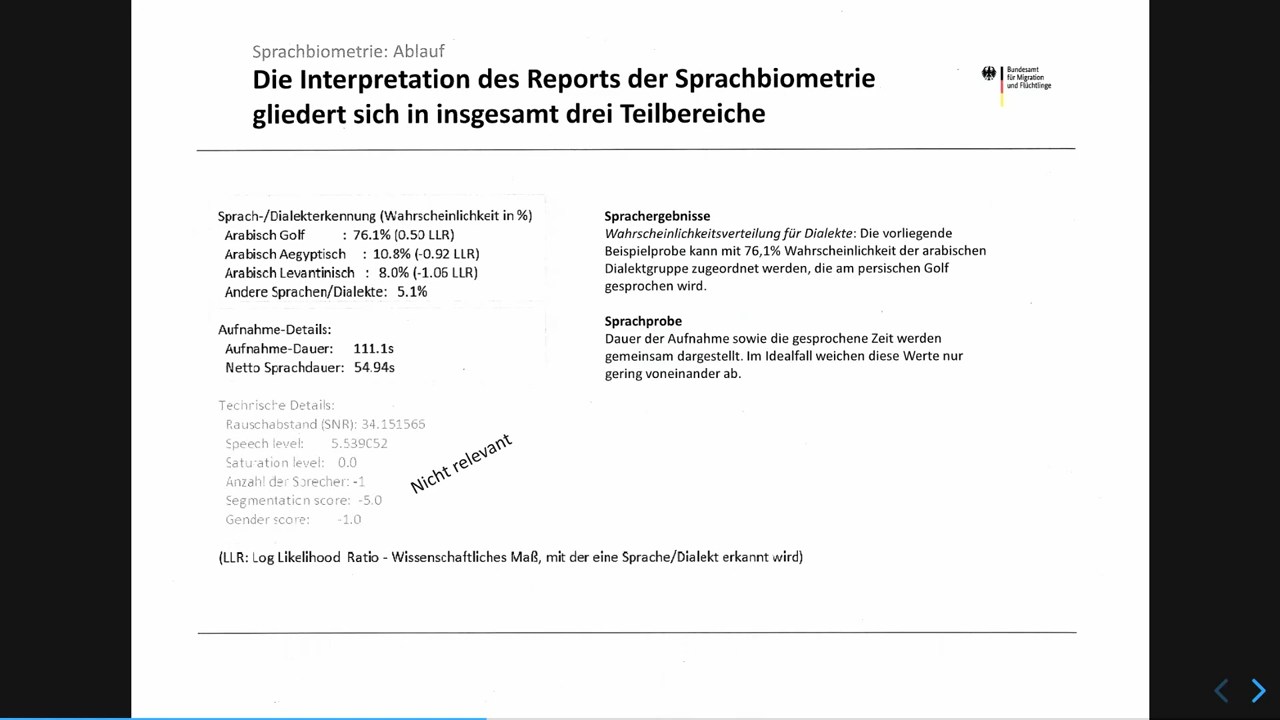 Sprachbiometrie: Ablauf
Die Interpretation des Reports der Sprachbiometrie
gliedert sich in insgesamt drei Teilbereiche
Bundesamt
für Migration
und Flüchtlinge
Sprach-/Dialekterkennung (Wahrscheinlichkeit in %)
Arabisch Golf : 76.1% (0.50 LLR)
Arabisch Aegyptisch : 10.8% (-0.92 LLR)
Arabisch Levantinisch : 8.0% (-1.06 LLR)
Andere Sprachen/Dialekte: 5.1%
Aufnahme-Details:
Aufnahme-Dauer: 111.1s
Netto Sprachdauer: 54.94s
Technische Details:
Rauschabstand (SNR): 34.151566
Speech level: 5.539052
Saturation level: 0.0
Anzahl der Sprecher: -1
Segmentation score: -5.0
Gender score: -1.0
Nicht relevant
Sprachergebnisse
Wahrscheinlichkeitsverteilung für Dialekte: Die vorliegende
Beispielprobe kann mit 76,1% Wahrscheinlichkeit der arabischen
Dialektgruppe zugeordnet werden, die am persischen Golf
gesprochen wird.
Sprachprobe
Dauer der Aufnahme sowie die gesprochene Zeit werden
gemeinsam dargestellt. Im Idealfall weichen diese Werte nur
gering voneinander ab.
(LLR: Log Likelihood Ratio - Wissenschaftliches Maß, mit der eine Sprache/Dialekt erkannt wird)